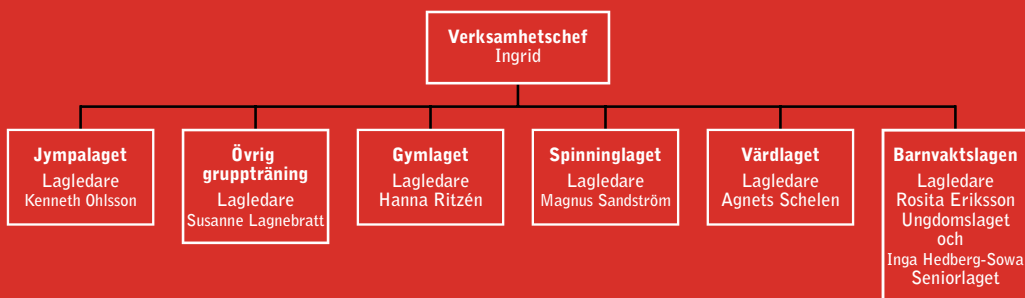 Verksamhetschef
Ingrid
Jympalaget
Lagledare
Kenneth Ohlsson
Övrig
gruppträning
Lagledare
Susanne Lagnebratt
Gymlaget
Lagledare
Hanna Ritzén
Spinninglaget
Lagledare
Magnus Sandström
Värdlaget
Lagledare
Agnets Schelen
Barnvaktslagen
Lagledare
Rosita Eriksson
Ungdomslaget
och
Inga Hedberg-Sowa
Seniorlaget